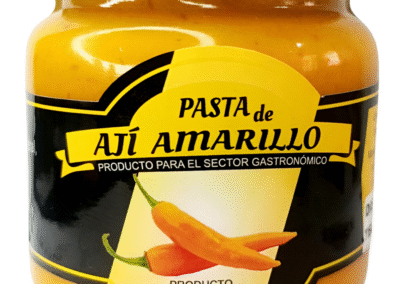 PASTA de
AJÍ AMARILLO
PRODUCTO PARA EL SECTOR GASTRONÓMICO
PRODUCTO